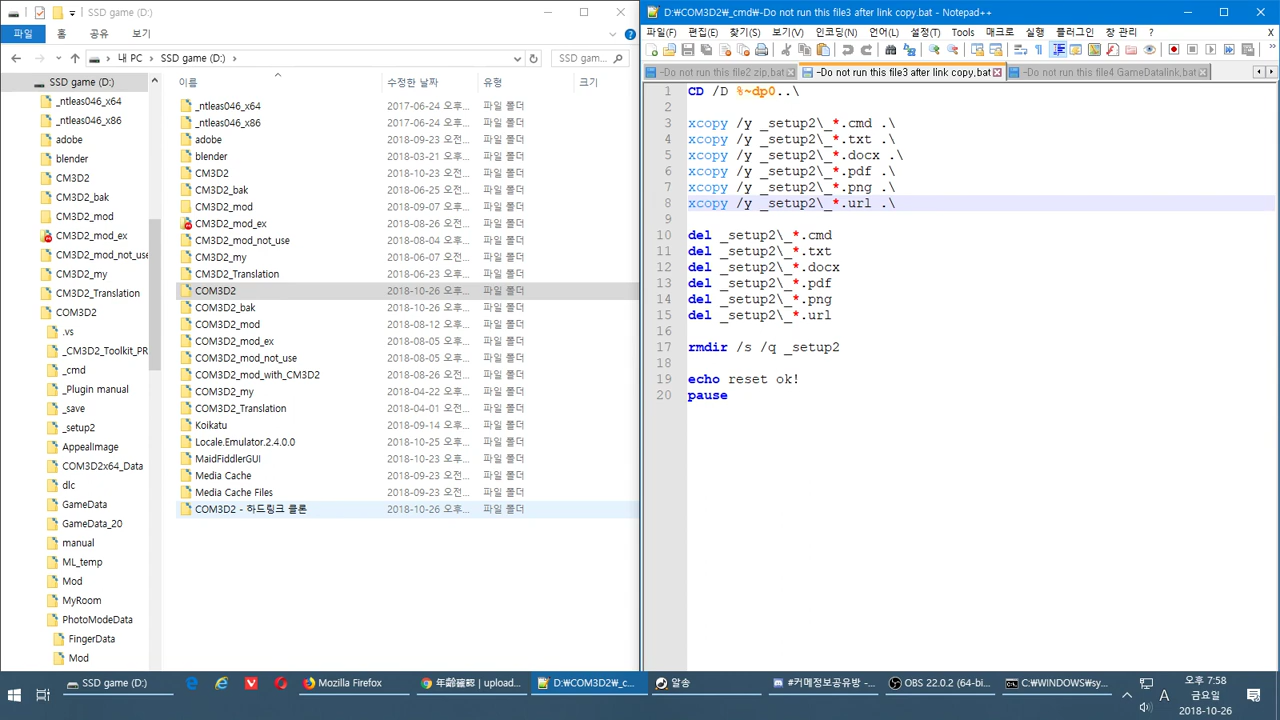 SSD game (D:)
파일
홈
공유
보기
내 PC > SSD game (D:) >
SSD gam...
SSD game (D:)
_ntleas046_x64
_ntleas046_x86
adobe
blender
CM3D2
CM3D2_bak
CM3D2_mod
CM3D2_mod_ex
CM3D2_mod_not_use
CM3D2_my
CM3D2_Translation
COM3D2
.vs
_CM3D2_Toolkit_PR
_cmd
_Plugin manual
_save
_setup2
AppealImage
COM3D2x64_Data
dlc
GameData
GameData_20
manual
ML_temp
Mod
MyRoom
PhotoModeData
FingerData
Mod
이름 수정한 날짜 유형 크기
_ntleas046_x64 2017-06-24 오후... 파일 폴더
_ntleas046_x86 2017-06-24 오후... 파일 폴더
adobe 2018-09-23 오전... 파일 폴더
blender 2018-03-21 오전... 파일 폴더
CM3D2 2018-10-23 오전... 파일 폴더
CM3D2_bak 2018-06-25 오전... 파일 폴더
CM3D2_mod 2018-09-09 오후... 파일 폴더
CM3D2_mod_ex 2018-08-26 오후... 파일 폴더
CM3D2_mod_not_use 2018-08-04 오전... 파일 폴더
CM3D2_my 2018-06-07 오전... 파일 폴더
CM3D2_Translation 2018-06-23 오전... 파일 폴더
COM3D2 2018-10-26 오후... 파일 폴더
COM3D2_bak 2018-10-26 오전... 파일 폴더
COM3D2_mod 2018-08-12 오후... 파일 폴더
COM3D2_mod_ex 2018-08-05 오후... 파일 폴더
COM3D2_mod_not_use 2018-08-05 오전... 파일 폴더
COM3D2_mod_with_CM3D2 2018-08-26 오전... 파일 폴더
COM3D2_my 2018-04-22 오후... 파일 폴더
COM3D2_Translation 2018-04-01 오전... 파일 폴더
Koikatu 2018-09-14 오후... 파일 폴더
Locale.Emulator.2.4.0.0 2018-10-25 오후... 파일 폴더
MaidFiddlerGUI 2018-10-23 오후... 파일 폴더
Media Cache 2018-09-23 오전... 파일 폴더
Media Cache Files 2018-09-23 오전... 파일 폴더
COM3D2 - 하드링크 클론 2018-10-26 오후... 파일 폴더
D:\COM3D2\_cmd\-Do not run this file3 after link copy.bat - Notepad++
파일(F) 편집(E) 찾기(S) 보기(V) 인코딩(N) 언어(L) 설정(T) Tools 매크로 실행 플러그인 창 관리 ?
X
-Do not run this file2 zip,bat
-Do not run this file3 after link copy,bat
-Do not run this file4 GameDatalink,bat
1 CD /D %~dp0..\
2
3 xcopy /y _setup2\_*.cmd .\
4 xcopy /y _setup2\_*.txt .\
5 xcopy /y _setup2\_*.docx .\
6 xcopy /y _setup2\_*.pdf .\
7 xcopy /y _setup2\_*.png .\
8 xcopy /y _setup2\_*.url .\
9
10 del _setup2\_*.cmd
11 del _setup2\_*.txt
12 del _setup2\_*.docx
13 del _setup2\_*.pdf
14 del _setup2\_*.png
15 del _setup2\_*.url
16
17 rmdir /s /q _setup2
18
19 echo reset ok!
20 pause
SSD game (D:)
Mozilla Firefox
年齢確認 | upload...
D:₩COM3D2₩_c...
알송
#커메정보공유방 - ...
OBS 22.0.2 (64-bi...
C:₩WINDOWS₩sy...
A
오후 7:58
금요일
2018-10-26